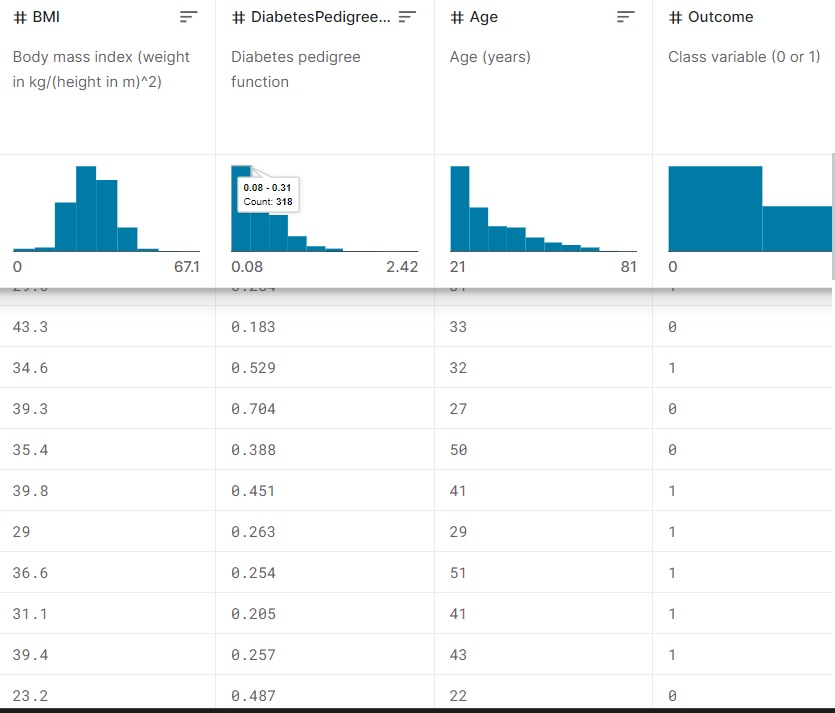 # BMI # DiabetesPedigree... # Age # Outcome
Body mass index (weight Diabetes pedigree Age (years) Class variable (0 or 1)
in kg/(height in m)^2) function
0.08 - 0.31
Count: 318
0 67.1 0.08 2.42 21 81 0
43.3 0.183 33 0
34.6 0.529 32 1
39.3 0.704 27 0
35.4 0.388 50 0
39.8 0.451 41 1
29 0.263 29 1
36.6 0.254 51 1
31.1 0.205 41 1
39.4 0.257 43 1
23.2 0.487 22 0